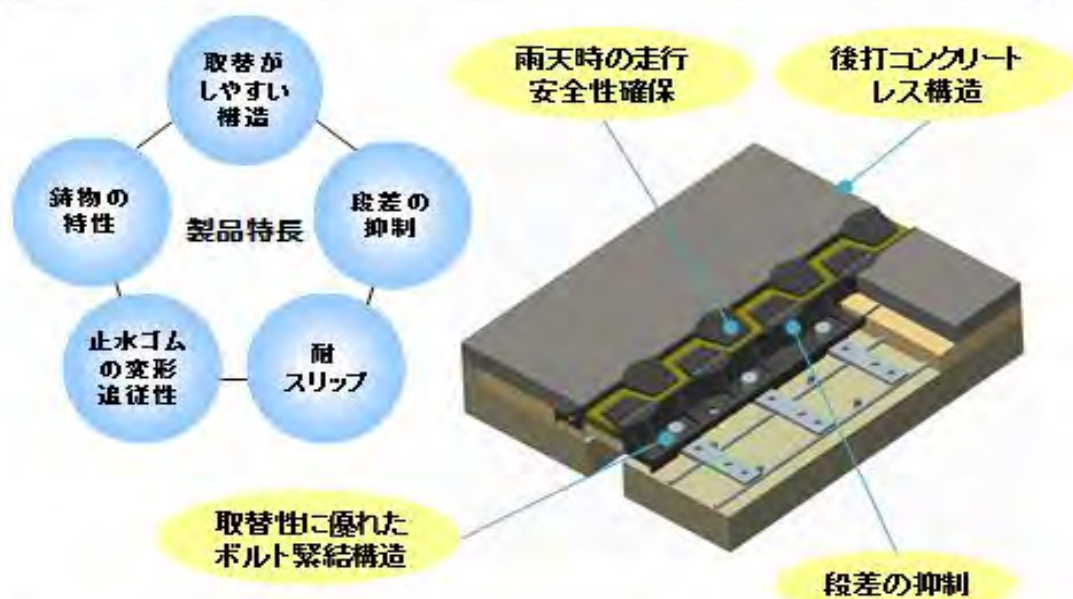 取替が
しやすい
構造
鋳物の
特性
製品特長
段差の
抑制
止水ゴム
の変形
追従性
耐
スリップ
雨天時の走行
安全性確保
後打コンクリート
レス構造
取替性に優れた
ボルト緊結構造
段差の抑制